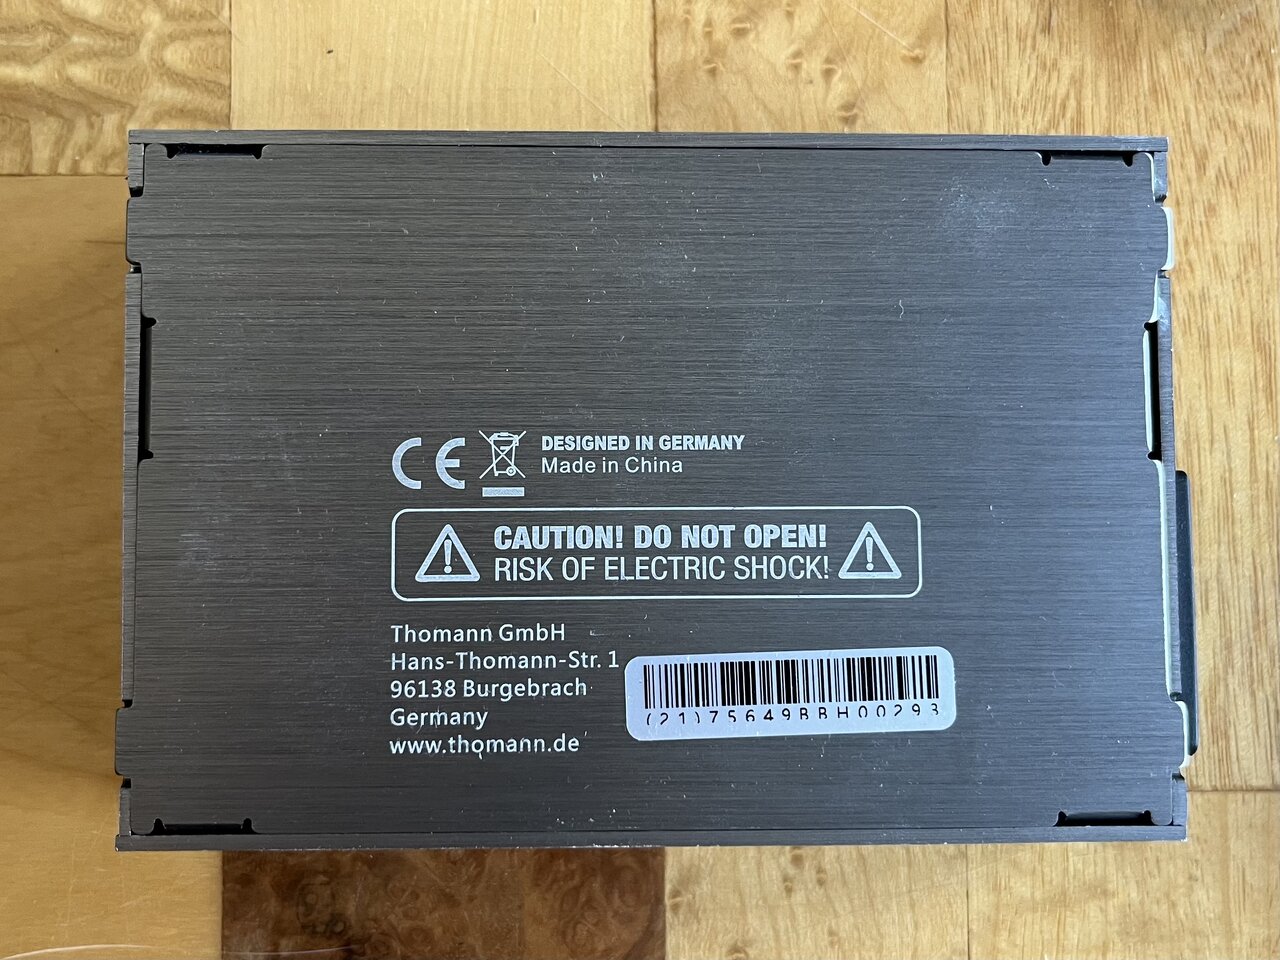 CE
DESIGNED IN GERMANY
Made in China
CAUTION! DO NOT OPEN!
RISK OF ELECTRIC SHOCK!
Thomann GmbH
Hans-Thomann-Str. 1
96138 Burgebrach
Germany
www.thomann.de
(21)75649BBH00293